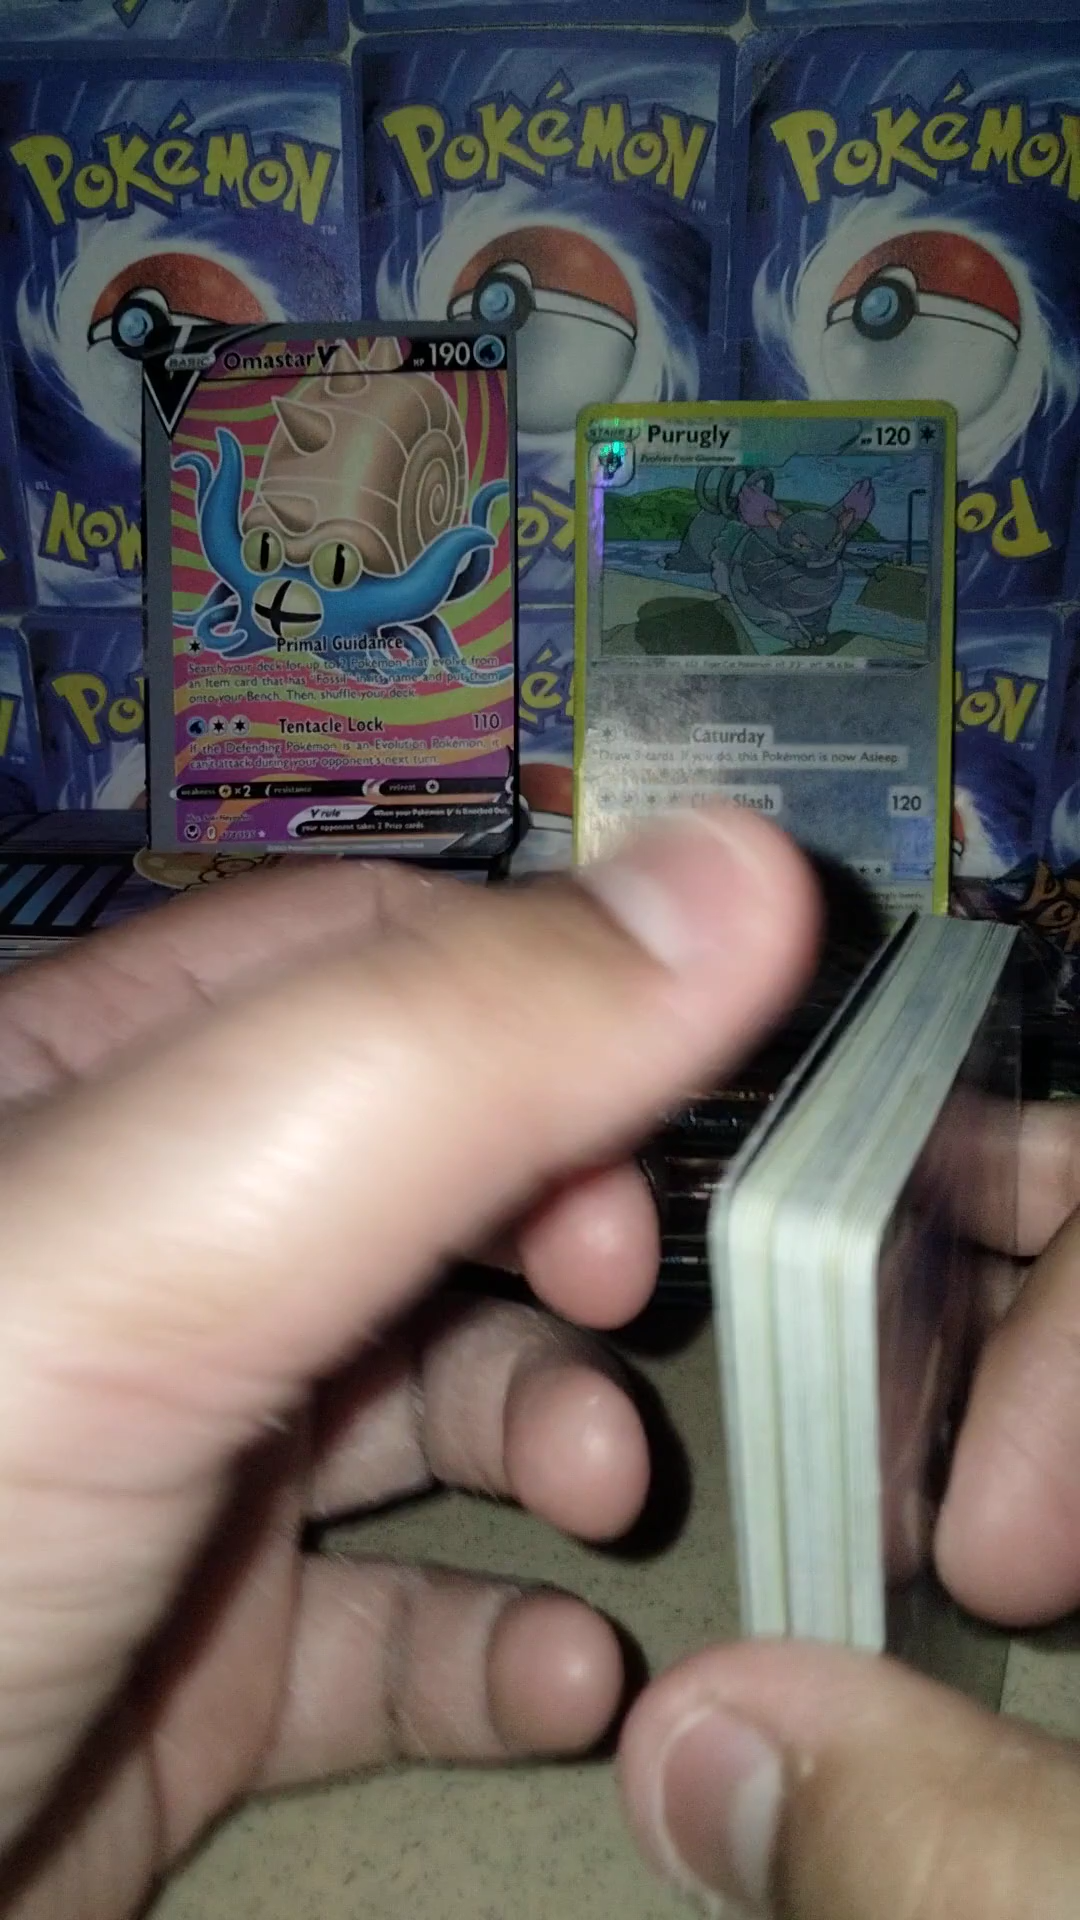 POKéMON
POKéMON
POKéMON
TM
TM
BASIC
Omastar V
HP 190
Primal Guidance
Search your deck for up to 2 Pokémon that evolve from
an Item card that has "Fossil" in its name and put them
onto your Bench. Then, shuffle your deck.
Tentacle Lock 110
If the Defending Pokémon is an Evolution Pokémon, it
can't attack during your opponent's next turn.
weakness ×2 resistance retreat
V rule
When your Pokémon V is Knocked Out,
your opponent takes 2 Prize cards.
STAGE 1
Purugly
HP 120
Evolves from Glameow
Caturday
Draw 2 cards. If you do, this Pokémon is now Asleep.
Slash 120